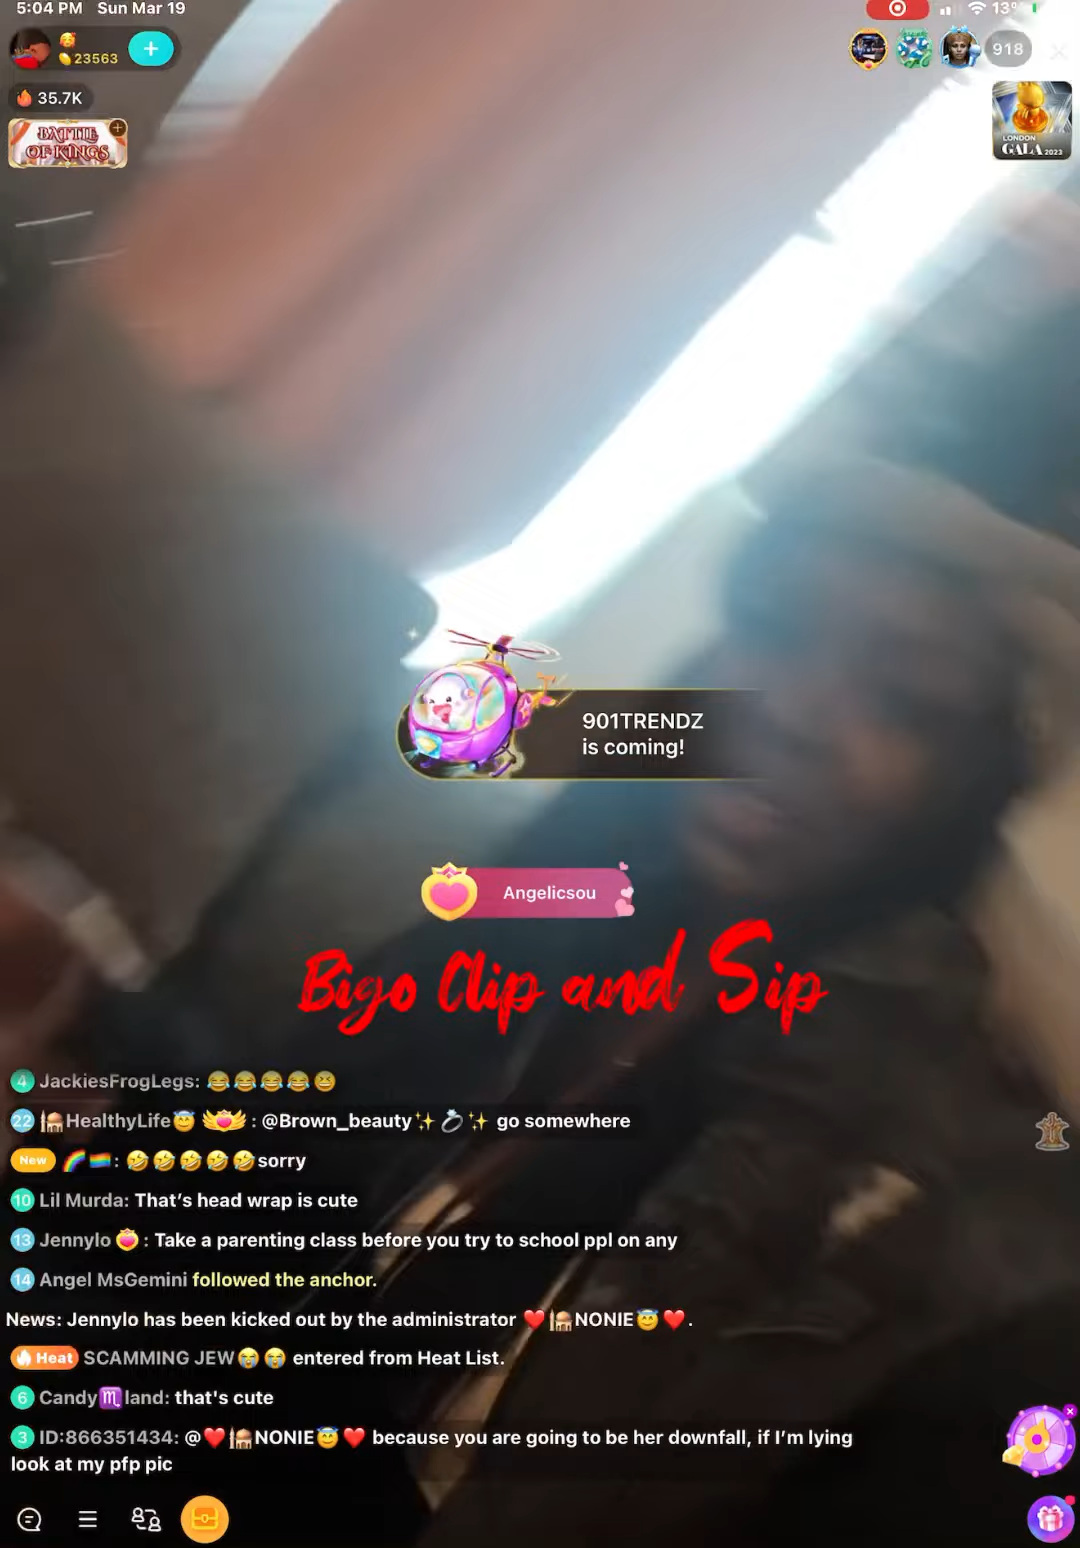 5:04 PM Sun Mar 19
13%
🥰
23563
918
35.7K
BATTLE
OF KINGS
LONDON
GALA 2023
901TRENDZ
is coming!
Angelicsou
Bigo Clip and Sip
4 JackiesFrogLegs: 😂😂😂😂😆
22 🕌HealthyLife😇 : @Brown_beauty✨💍✨ go somewhere
New 🌈🏳️‍🌈: 🤣🤣🤣🤣🤣sorry
10 Lil Murda: That's head wrap is cute
13 Jennylo : Take a parenting class before you try to school ppl on any
14 Angel MsGemini followed the anchor.
News: Jennylo has been kicked out by the administrator ❤️🕌NONIE😇❤️.
Heat SCAMMING JEW😭😭 entered from Heat List.
6 Candy♏land: that's cute
3 ID:866351434: @❤️🕌NONIE😇❤️ because you are going to be her downfall, if I'm lying
look at my pfp pic